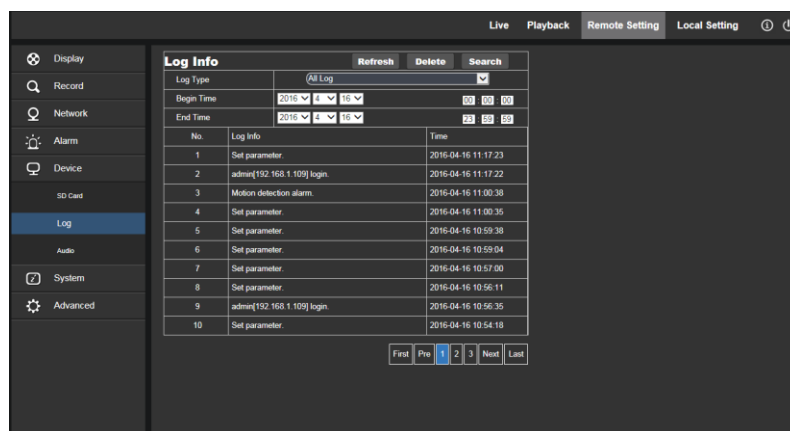 Live Playback Remote Setting Local Setting
Display
Record
Network
Alarm
Device
SD Card
Log
Audio
System
Advanced
Log Info Refresh Delete Search
Log Type (All Log
Begin Time 2016 4 16 00 : 00 : 00
End Time 2016 4 16 23 : 59 : 59
No. Log Info Time
1 Set parameter. 2016-04-16 11:17:23
2 admin[192.168.1.109] login. 2016-04-16 11:17:22
3 Motion detection alarm. 2016-04-16 11:00:38
4 Set parameter. 2016-04-16 11:00:35
5 Set parameter. 2016-04-16 10:59:38
6 Set parameter. 2016-04-16 10:59:04
7 Set parameter. 2016-04-16 10:57:00
8 Set parameter. 2016-04-16 10:56:11
9 admin[192.168.1.109] login. 2016-04-16 10:56:35
10 Set parameter. 2016-04-16 10:54:18
First Pre 1 2 3 Next Last